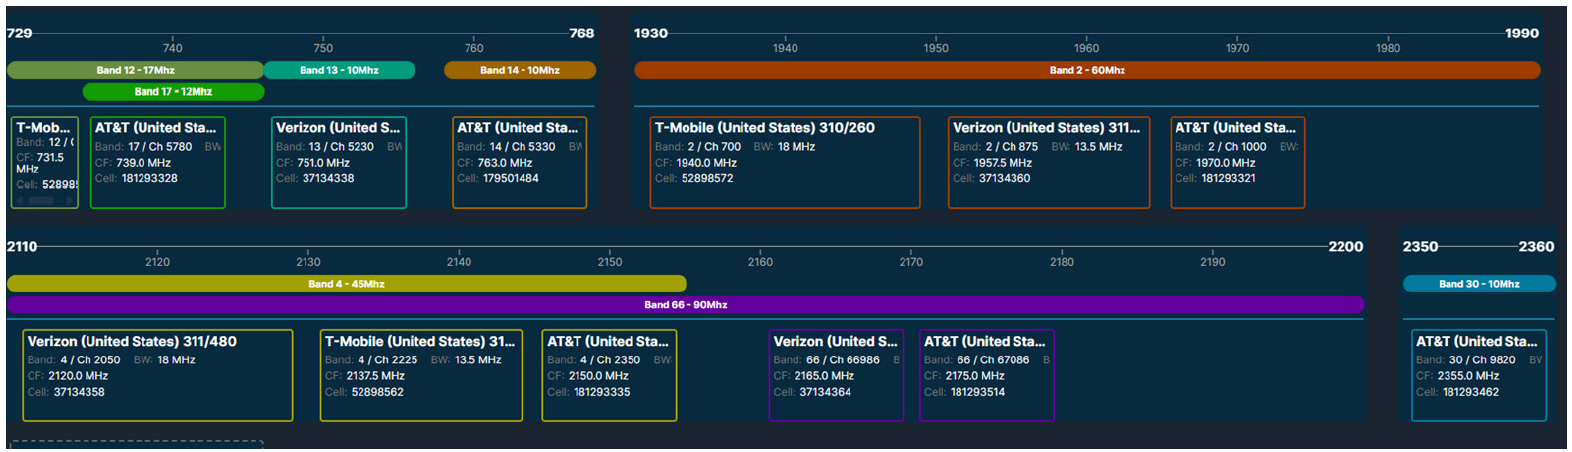 729 768
740 750 760
Band 12 - 17Mhz Band 13 - 10Mhz Band 14 - 10Mhz
Band 17 - 12Mhz
T-Mob...
Band: 12 / (
CF: 731.5
MHz
Cell: 52898
AT&T (United Sta...
Band: 17 / Ch 5780 BW
CF: 739.0 MHz
Cell: 181293328
Verizon (United S...
Band: 13 / Ch 5230 BW
CF: 751.0 MHz
Cell: 37134338
AT&T (United Sta...
Band: 14 / Ch 5330 BW
CF: 763.0 MHz
Cell: 179501484
1930 1990
1940 1950 1960 1970 1980
Band 2 - 60Mhz
T-Mobile (United States) 310/260
Band: 2 / Ch 700 BW: 18 MHz
CF: 1940.0 MHz
Cell: 52898572
Verizon (United States) 311...
Band: 2 / Ch 875 BW: 13.5 MHz
CF: 1957.5 MHz
Cell: 37134360
AT&T (United Sta...
Band: 2 / Ch 1000 BW:
CF: 1970.0 MHz
Cell: 181293321
2110 2200
2120 2130 2140 2150 2160 2170 2180 2190
Band 4 - 45Mhz
Band 66 - 90Mhz
Verizon (United States) 311/480
Band: 4 / Ch 2050 BW: 18 MHz
CF: 2120.0 MHz
Cell: 37134358
T-Mobile (United States) 31...
Band: 4 / Ch 2225 BW: 13.5 MHz
CF: 2137.5 MHz
Cell: 52898562
AT&T (United Sta...
Band: 4 / Ch 2350 BW
CF: 2150.0 MHz
Cell: 181293335
Verizon (United S...
Band: 66 / Ch 66986 B
CF: 2165.0 MHz
Cell: 37134364
AT&T (United Sta...
Band: 66 / Ch 67086 B
CF: 2175.0 MHz
Cell: 181293514
2350 2360
Band 30 - 10Mhz
AT&T (United Sta...
Band: 30 / Ch 9820 BW
CF: 2355.0 MHz
Cell: 181293462